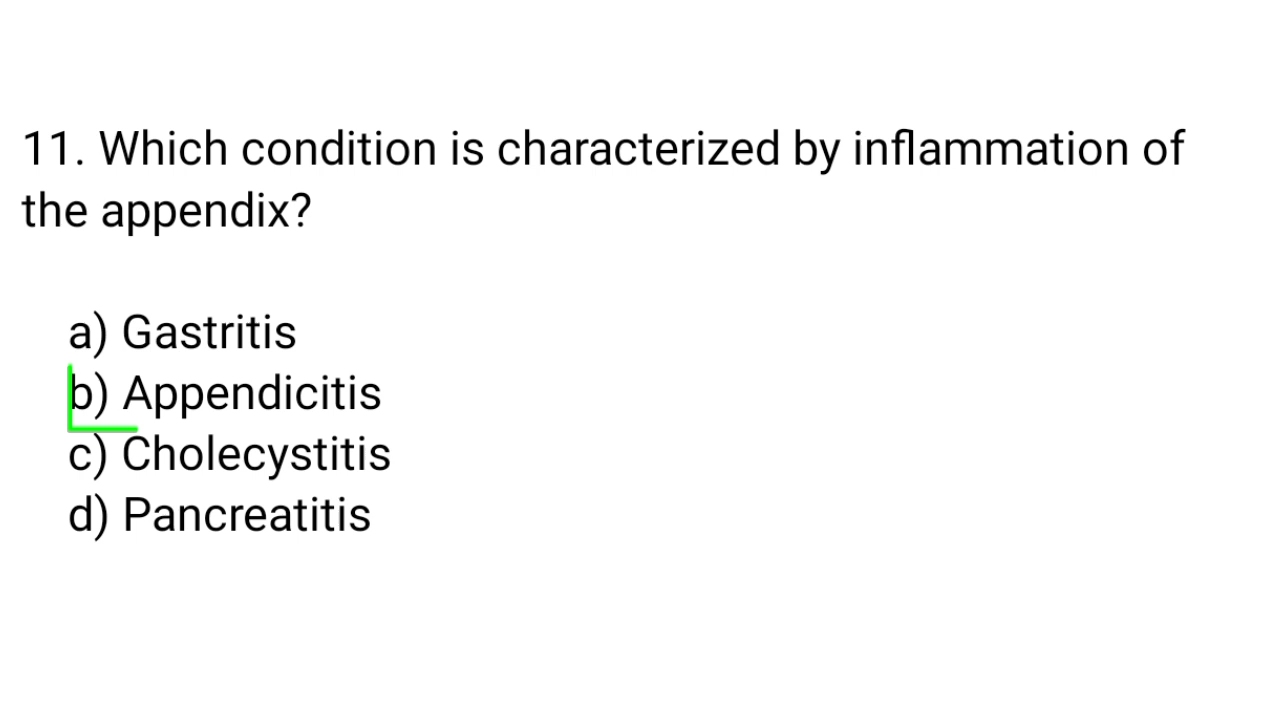 11. Which condition is characterized by inflammation of
the appendix?
a) Gastritis
b) Appendicitis
c) Cholecystitis
d) Pancreatitis